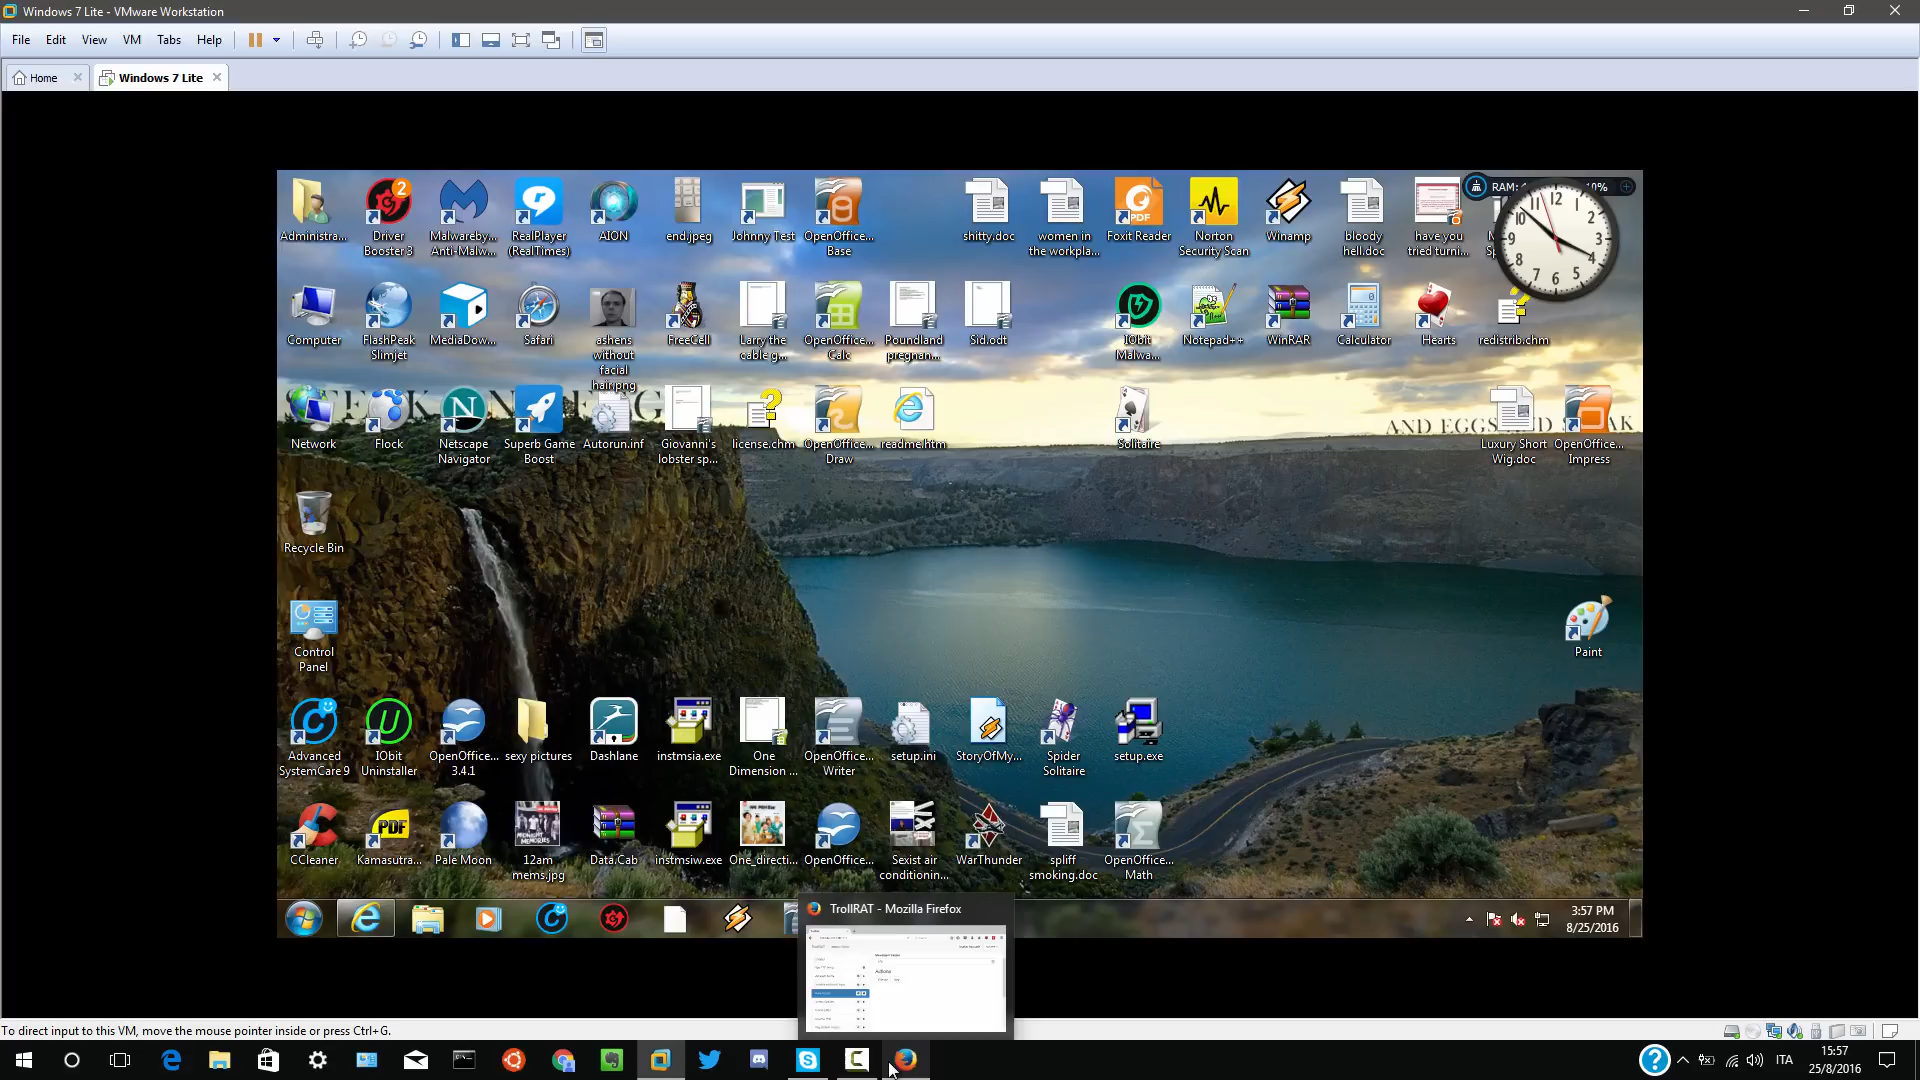 Windows 7 Lite - VMware Workstation
File Edit View VM Tabs Help
Home Windows 7 Lite
Administra... Driver Booster 3 Malwareby... Anti-Malw... RealPlayer (RealTimes) AION end.jpeg Johnny Test OpenOffice... Base shitty.doc women in the workpla... Foxit Reader Norton Security Scan Winamp bloody hell.doc have you tried turni...
RAM: 10%
Computer FlashPeak Slimjet MediaDow... Safari ashens without facial hair.png FreeCell Larry the cable g... OpenOffice... Calc Poundland pregnan... Sid.odt IObit Malwa... Notepad++ WinRAR Calculator Hearts redistrib.chm
AND EGGS AND
Network Flock Netscape Navigator Superb Game Boost Autorun.inf Giovanni's lobster sp... license.chm OpenOffice... Draw readme.htm Solitaire Luxury Short Wig.doc OpenOffice... Impress
Recycle Bin
Control Panel Paint
Advanced SystemCare 9 IObit Uninstaller OpenOffice... 3.4.1 sexy pictures Dashlane instmsia.exe One Dimension ... OpenOffice... Writer setup.ini StoryOfMy... Spider Solitaire setup.exe
CCleaner Kamasutra... Pale Moon 12am mems.jpg Data.Cab instmsiw.exe One_directi... OpenOffice... Sexist air conditionin... WarThunder spliff smoking.doc OpenOffice... Math
TrollRAT - Mozilla Firefox
3:57 PM
8/25/2016
To direct input to this VM, move the mouse pointer inside or press Ctrl+G.
ITA
15:57
25/8/2016